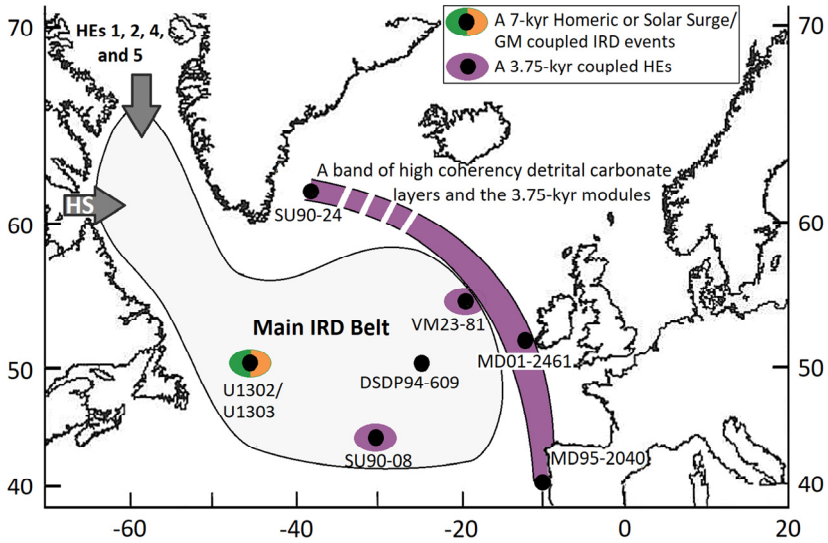 70
60
50
40
HEs 1, 2, 4,
and 5
HS
A 7-kyr Homeric or Solar Surge/
GM coupled IRD events
A 3.75-kyr coupled HEs
A band of high coherency detrital carbonate
layers and the 3.75-kyr modules
SU90-24
VM23-81
Main IRD Belt
MD01-2461
DSDP94-609
U1302/
U1303
SU90-08
MD95-2040
70
60
50
40
-60 -40 -20 0 20